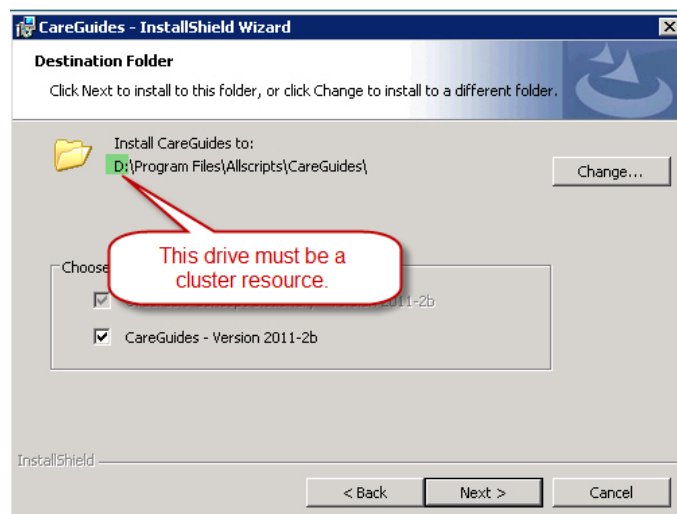 CareGuides - InstallShield Wizard
Destination Folder
Click Next to install to this folder, or click Change to install to a different folder.
Install CareGuides to:
D:\Program Files\Allscripts\CareGuides\
Change...
This drive must be a
cluster resource.
Choose
2011-2b
CareGuides - Version 2011-2b
InstallShield
< Back
Next >
Cancel